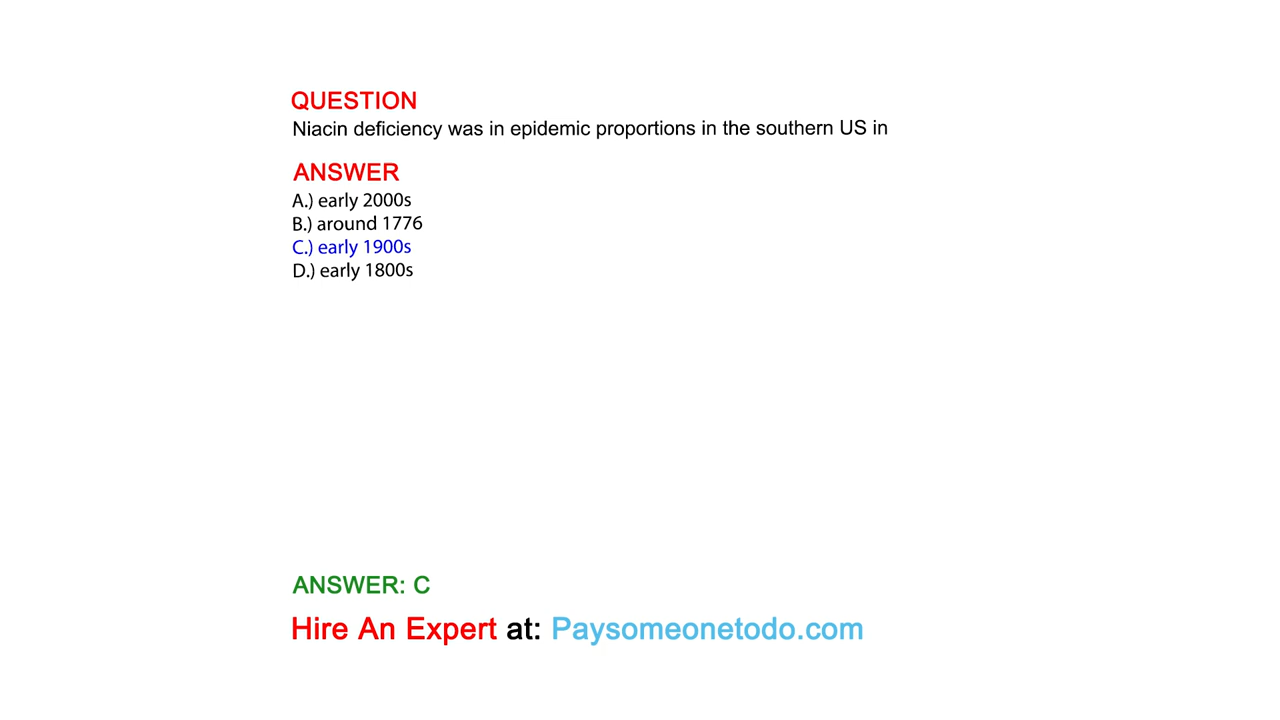 QUESTION
Niacin deficiency was in epidemic proportions in the southern US in
ANSWER
A.) early 2000s
B.) around 1776
C.) early 1900s
D.) early 1800s
ANSWER: C
Hire An Expert at: Paysomeonetodo.com